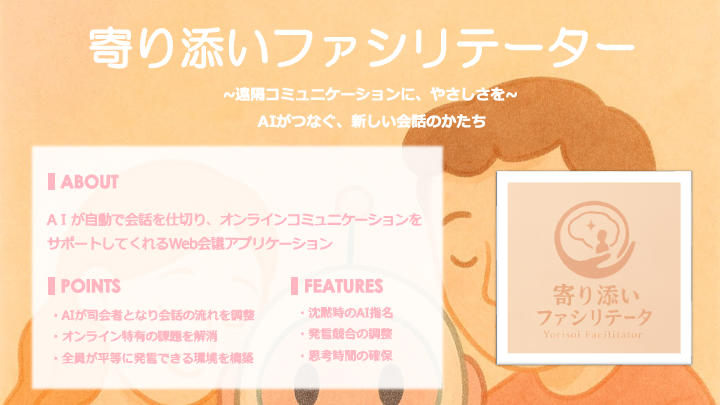 寄り添いファシリテーター
~遠隔コミュニケーションに、やさしさを~
AIがつなぐ、新しい会話のかたち
ABOUT
AIが自動で会話を仕切り、オンラインコミュニケーションを
サポートしてくれるWeb会議アプリケーション
POINTS
・AIが司会者となり会話の流れを調整
・オンライン特有の課題を解消
・全員が平等に発言できる環境を構築
FEATURES
・沈黙時のAI指名
・発言競合の調整
・思考時間の確保
寄り添い
ファシリテータ
Yorisoi Facilitator